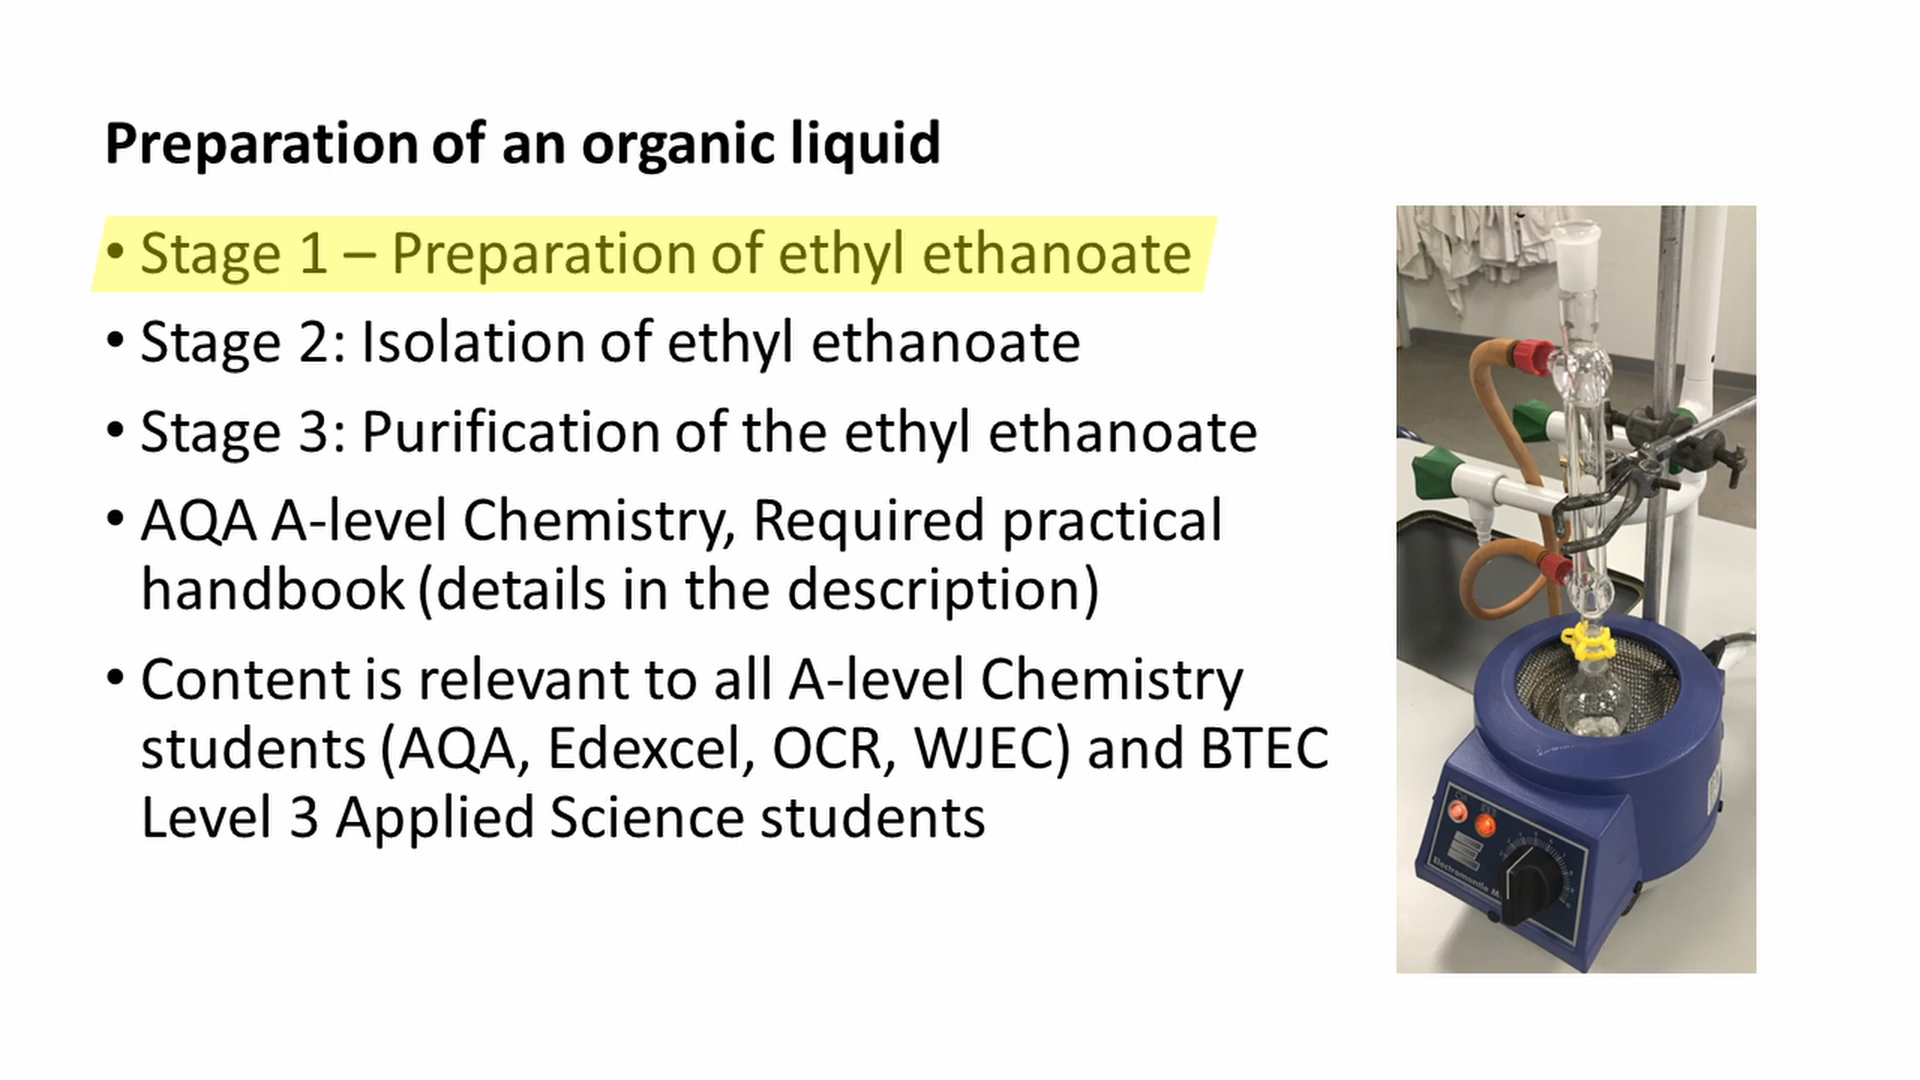 Preparation of an organic liquid
• Stage 1 – Preparation of ethyl ethanoate
• Stage 2: Isolation of ethyl ethanoate
• Stage 3: Purification of the ethyl ethanoate
• AQA A-level Chemistry, Required practical
handbook (details in the description)
• Content is relevant to all A-level Chemistry
students (AQA, Edexcel, OCR, WJEC) and BTEC
Level 3 Applied Science students
Electromantle